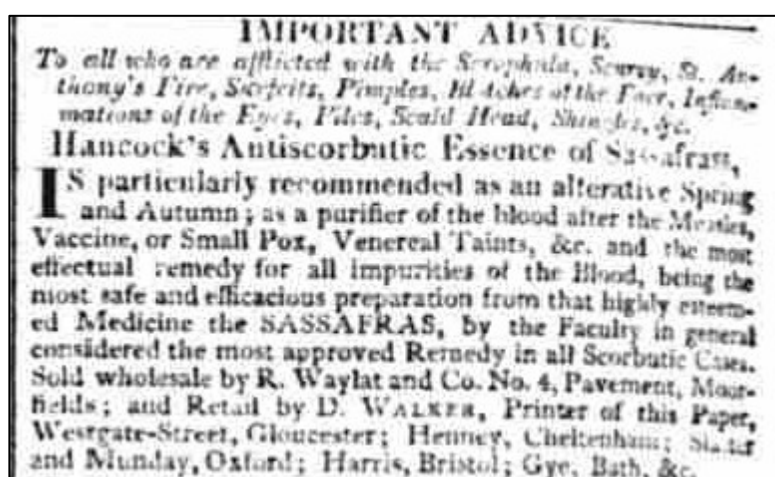 IMPORTANT ADVICE
To all who are afflicted with the Scrophula, Scurvy, St. An-
thony's Fire, Surfeits, Pimples, Blotches of the Face, Inflam-
mations of the Eyes, Piles, Scald Head, Shingles, &c.
Hancock's Antiscorbutic Essence of Sassafrass,
IS particularly recommended as an alterative Spring
and Autumn; as a purifier of the blood after the Measles,
Vaccine, or Small Pox, Venereal Taints, &c. and the most
effectual remedy for all impurities of the Blood, being the
most safe and efficacious preparation from that highly esteem-
ed Medicine the SASSAFRAS, by the Faculty in general
considered the most approved Remedy in all Scorbutic Cases.
Sold wholesale by R. Waylat and Co. No. 4, Pavement, Moor-
fields; and Retail by D. WALKER, Printer of this Paper,
Westgate-Street, Gloucester; Henney, Cheltenham; Slatter
and Munday, Oxford; Harris, Bristol; Gye, Bath, &c.